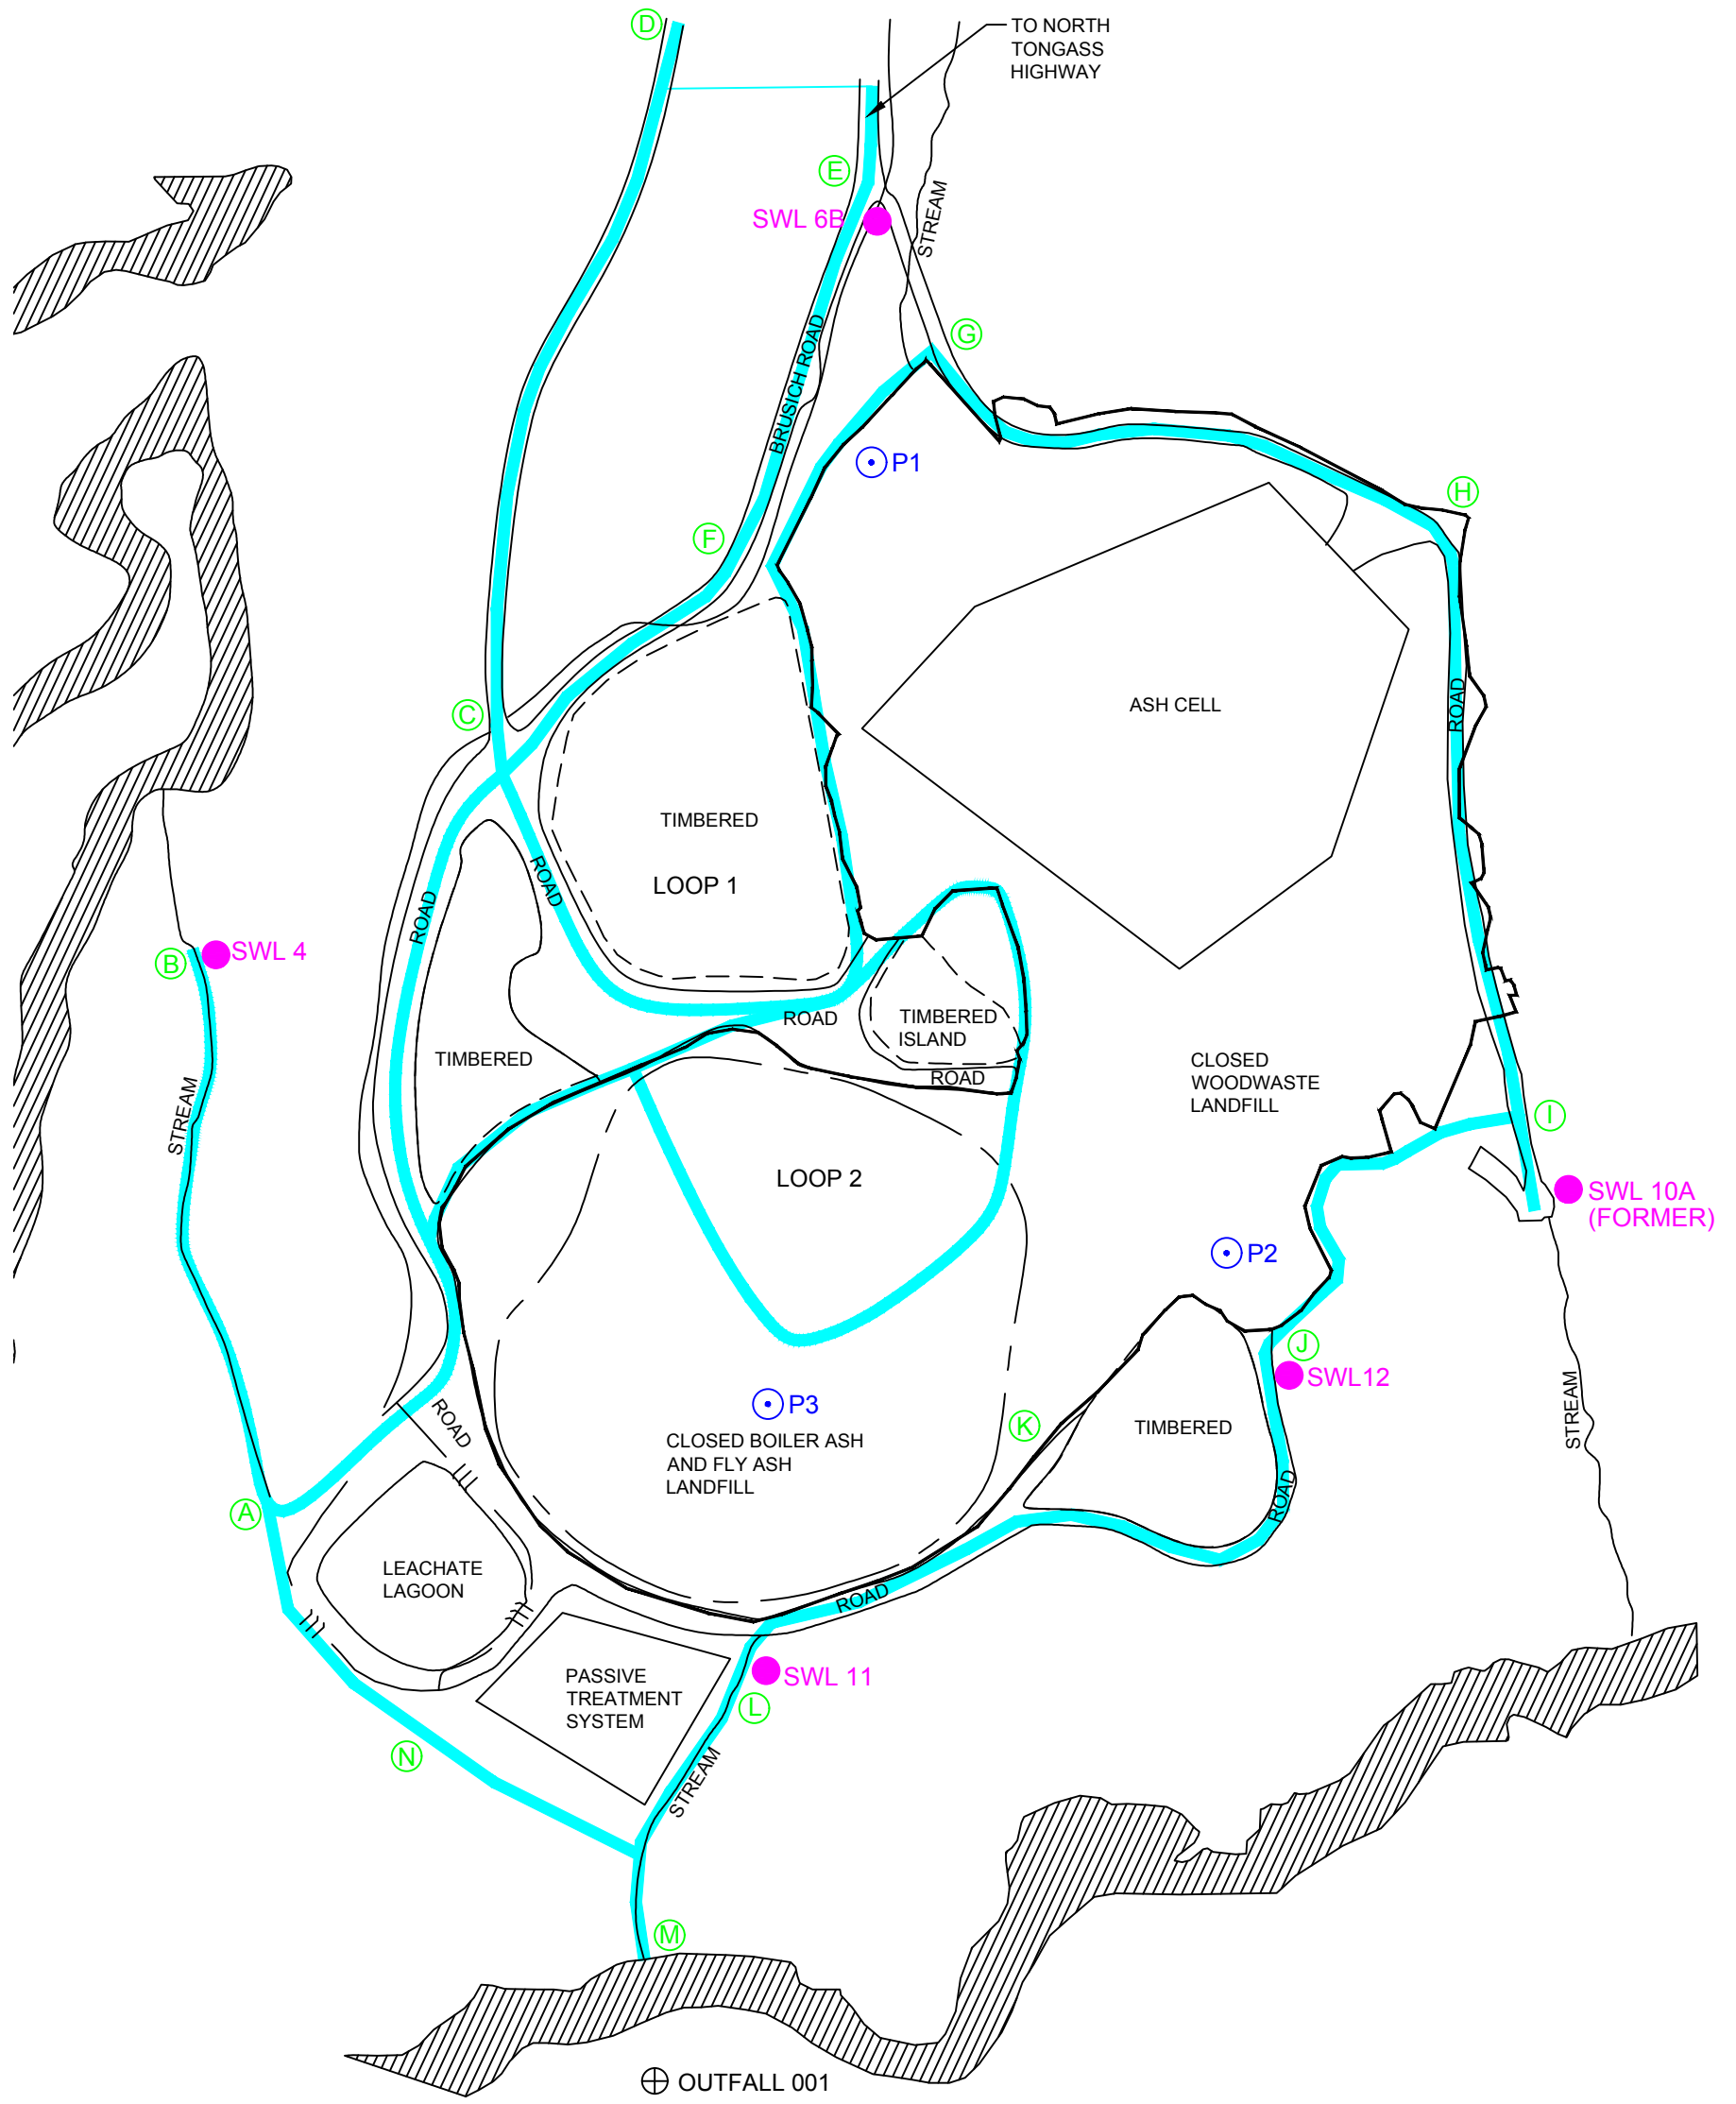 D
TO NORTH
TONGASS
HIGHWAY
E
SWL 6B
STREAM
G
BRUSICH ROAD
P1
H
F
ROAD
C
ASH CELL
TIMBERED
LOOP 1
ROAD
ROAD
B
SWL 4
ROAD
TIMBERED
ISLAND
TIMBERED
ROAD
CLOSED
WOODWASTE
LANDFILL
STREAM
I
LOOP 2
SWL 10A
(FORMER)
P2
J
SWL12
P3
ROAD
K
TIMBERED
STREAM
CLOSED BOILER ASH
AND FLY ASH
LANDFILL
ROAD
A
LEACHATE
LAGOON
ROAD
PASSIVE
TREATMENT
SYSTEM
SWL 11
L
N
STREAM
M
OUTFALL 001